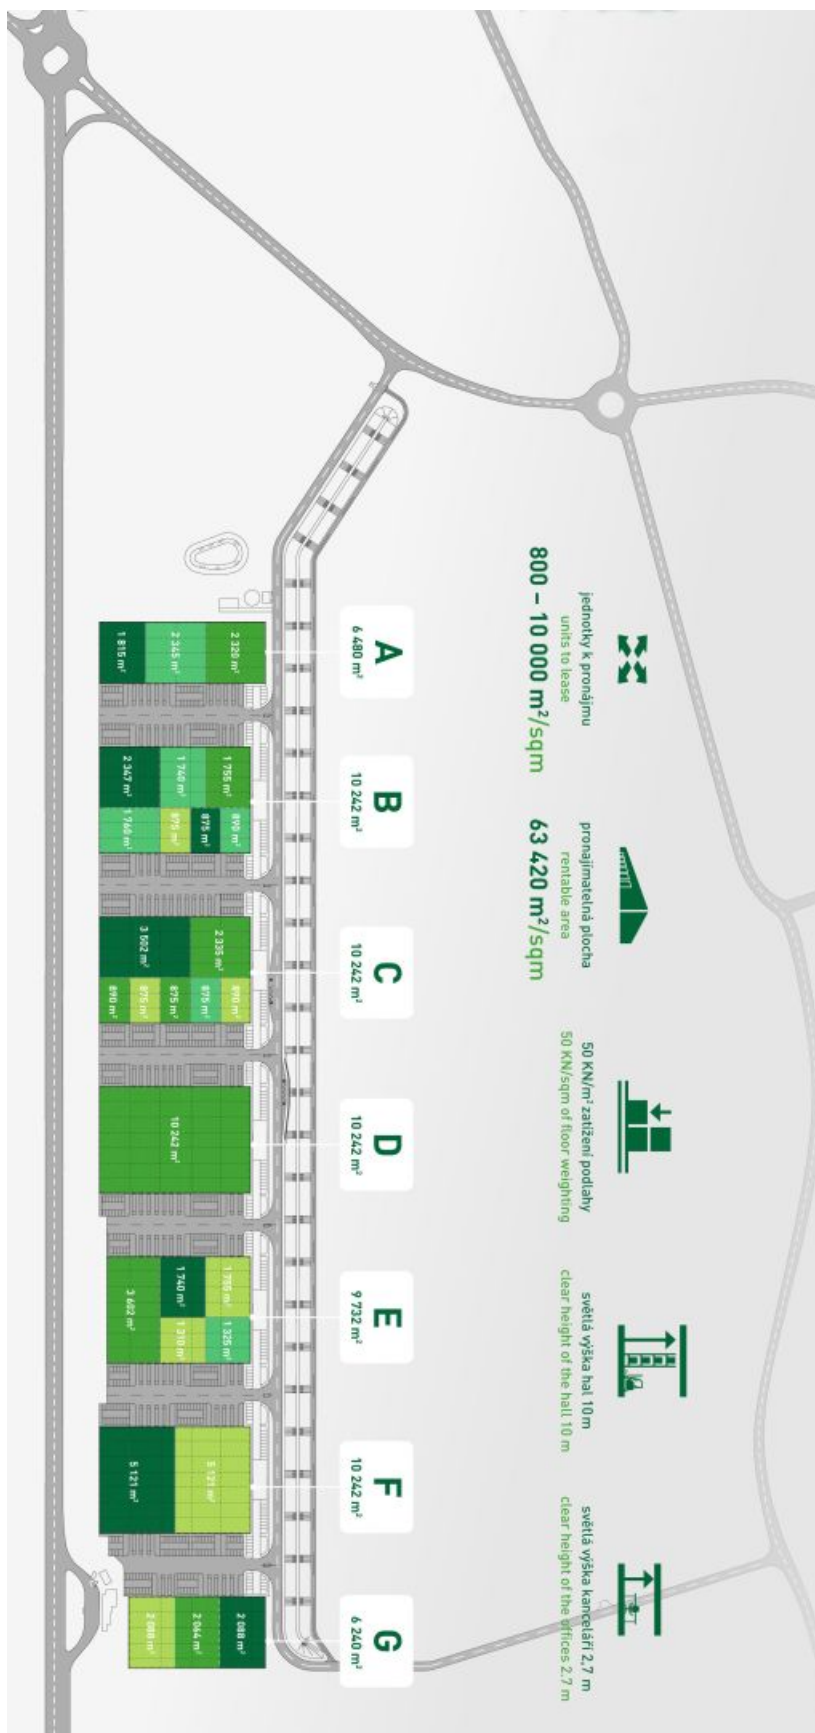 jednotky k pronájmu
units to lease
800 – 10 000 m²/sqm
pronajímatelná plocha
rentable area
63 420 m²/sqm
50 KN/m² zatížení podlahy
50 KN/sqm of floor weighting
světlá výška hal 10 m
clear height of the hall 10 m
světlá výška kanceláří 2,7 m
clear height of the offices 2.7 m
A
6 480 m²
B
10 242 m²
C
10 242 m²
D
10 242 m²
E
9 732 m²
F
10 242 m²
G
6 240 m²
2 320 m²
2 345 m²
1 815 m²
1 755 m²
890 m²
1 740 m²
875 m²
875 m²
2 347 m²
1 760 m²
2 335 m²
890 m²
875 m²
875 m²
3 502 m²
875 m²
890 m²
10 242 m²
1 755 m²
1 325 m²
1 740 m²
1 310 m²
3 602 m²
5 121 m²
5 121 m²
2 088 m²
2 064 m²
2 088 m²